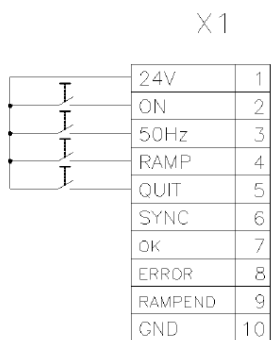 X1
24V 1
ON 2
50Hz 3
RAMP 4
QUIT 5
SYNC 6
OK 7
ERROR 8
RAMPEND 9
GND 10